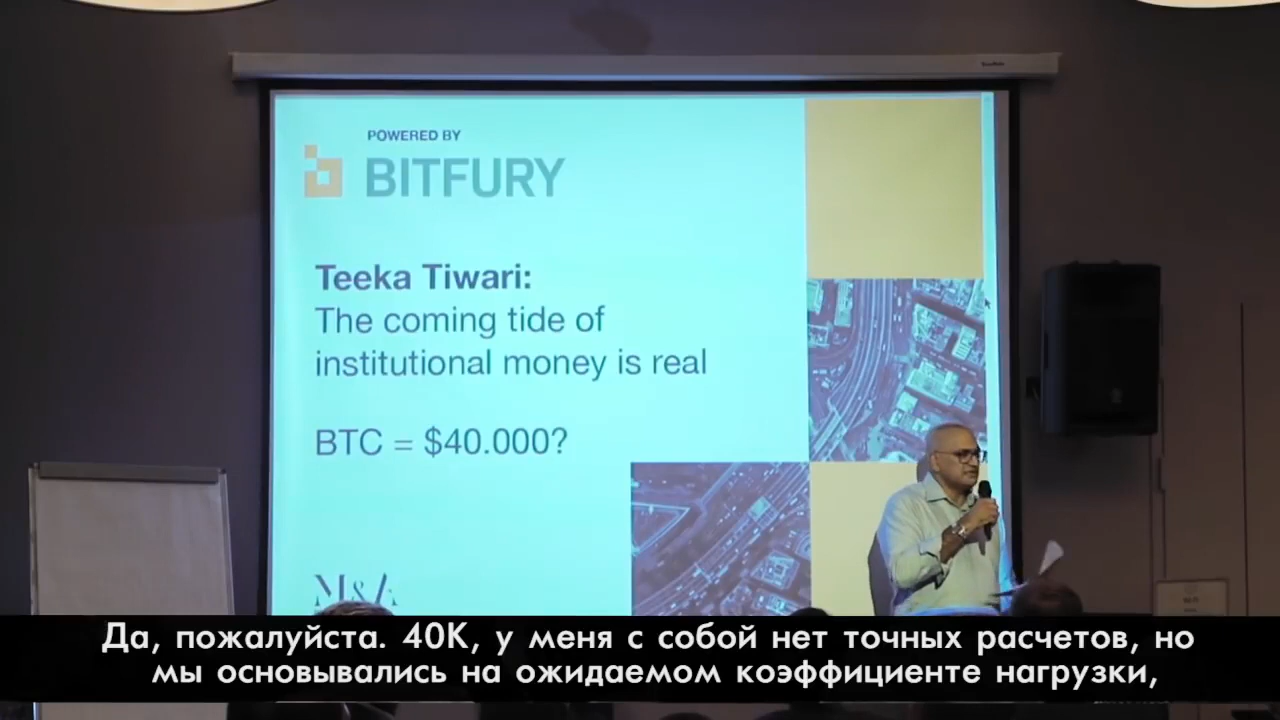 POWERED BY
BITFURY
Teeka Tiwari:
The coming tide of
institutional money is real
BTC = $40.000?
M&A
Да, пожалуйста. 40K, у меня с собой нет точных расчетов, но
мы основывались на ожидаемом коэффициенте нагрузки,